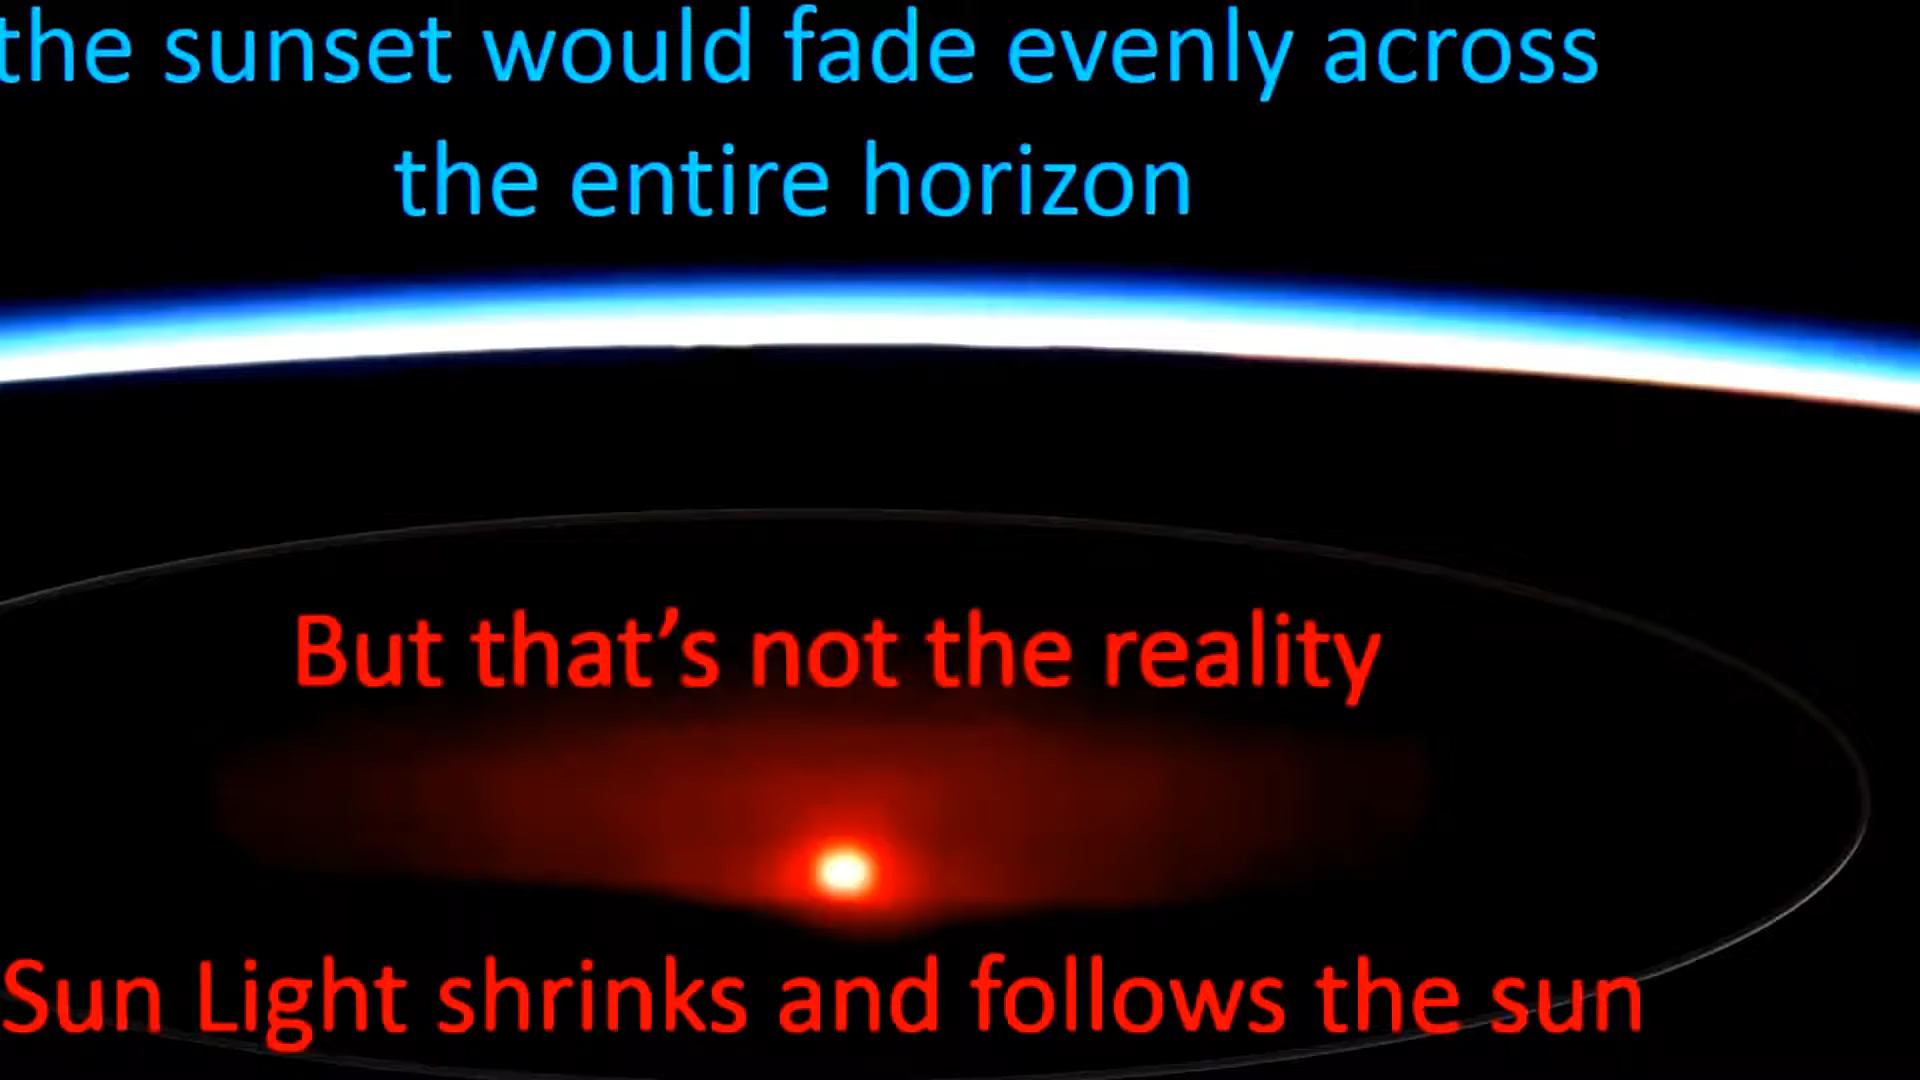 the sunset would fade evenly across
the entire horizon
But that’s not the reality
Sun Light shrinks and follows the sun